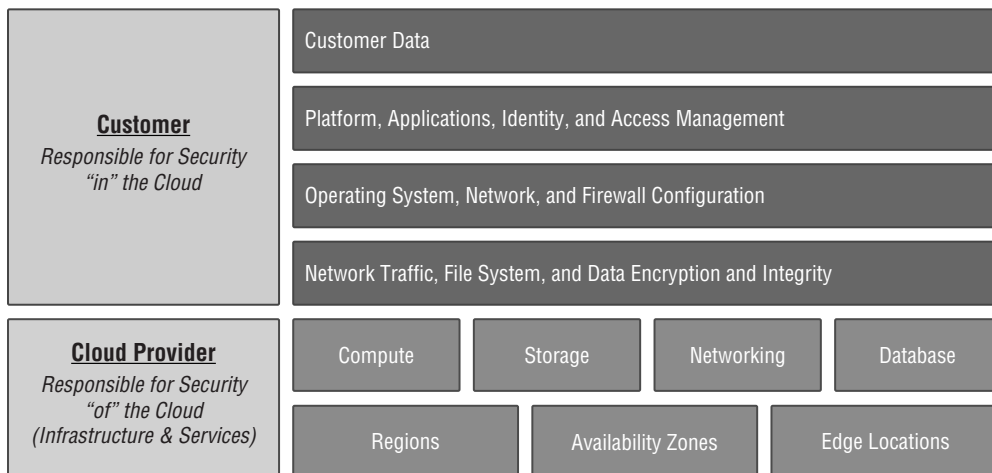 Customer
Responsible for Security
“in” the Cloud
Customer Data
Platform, Applications, Identity, and Access Management
Operating System, Network, and Firewall Configuration
Network Traffic, File System, and Data Encryption and Integrity
Cloud Provider
Responsible for Security
“of” the Cloud
(Infrastructure & Services)
Compute
Storage
Networking
Database
Regions
Availability Zones
Edge Locations